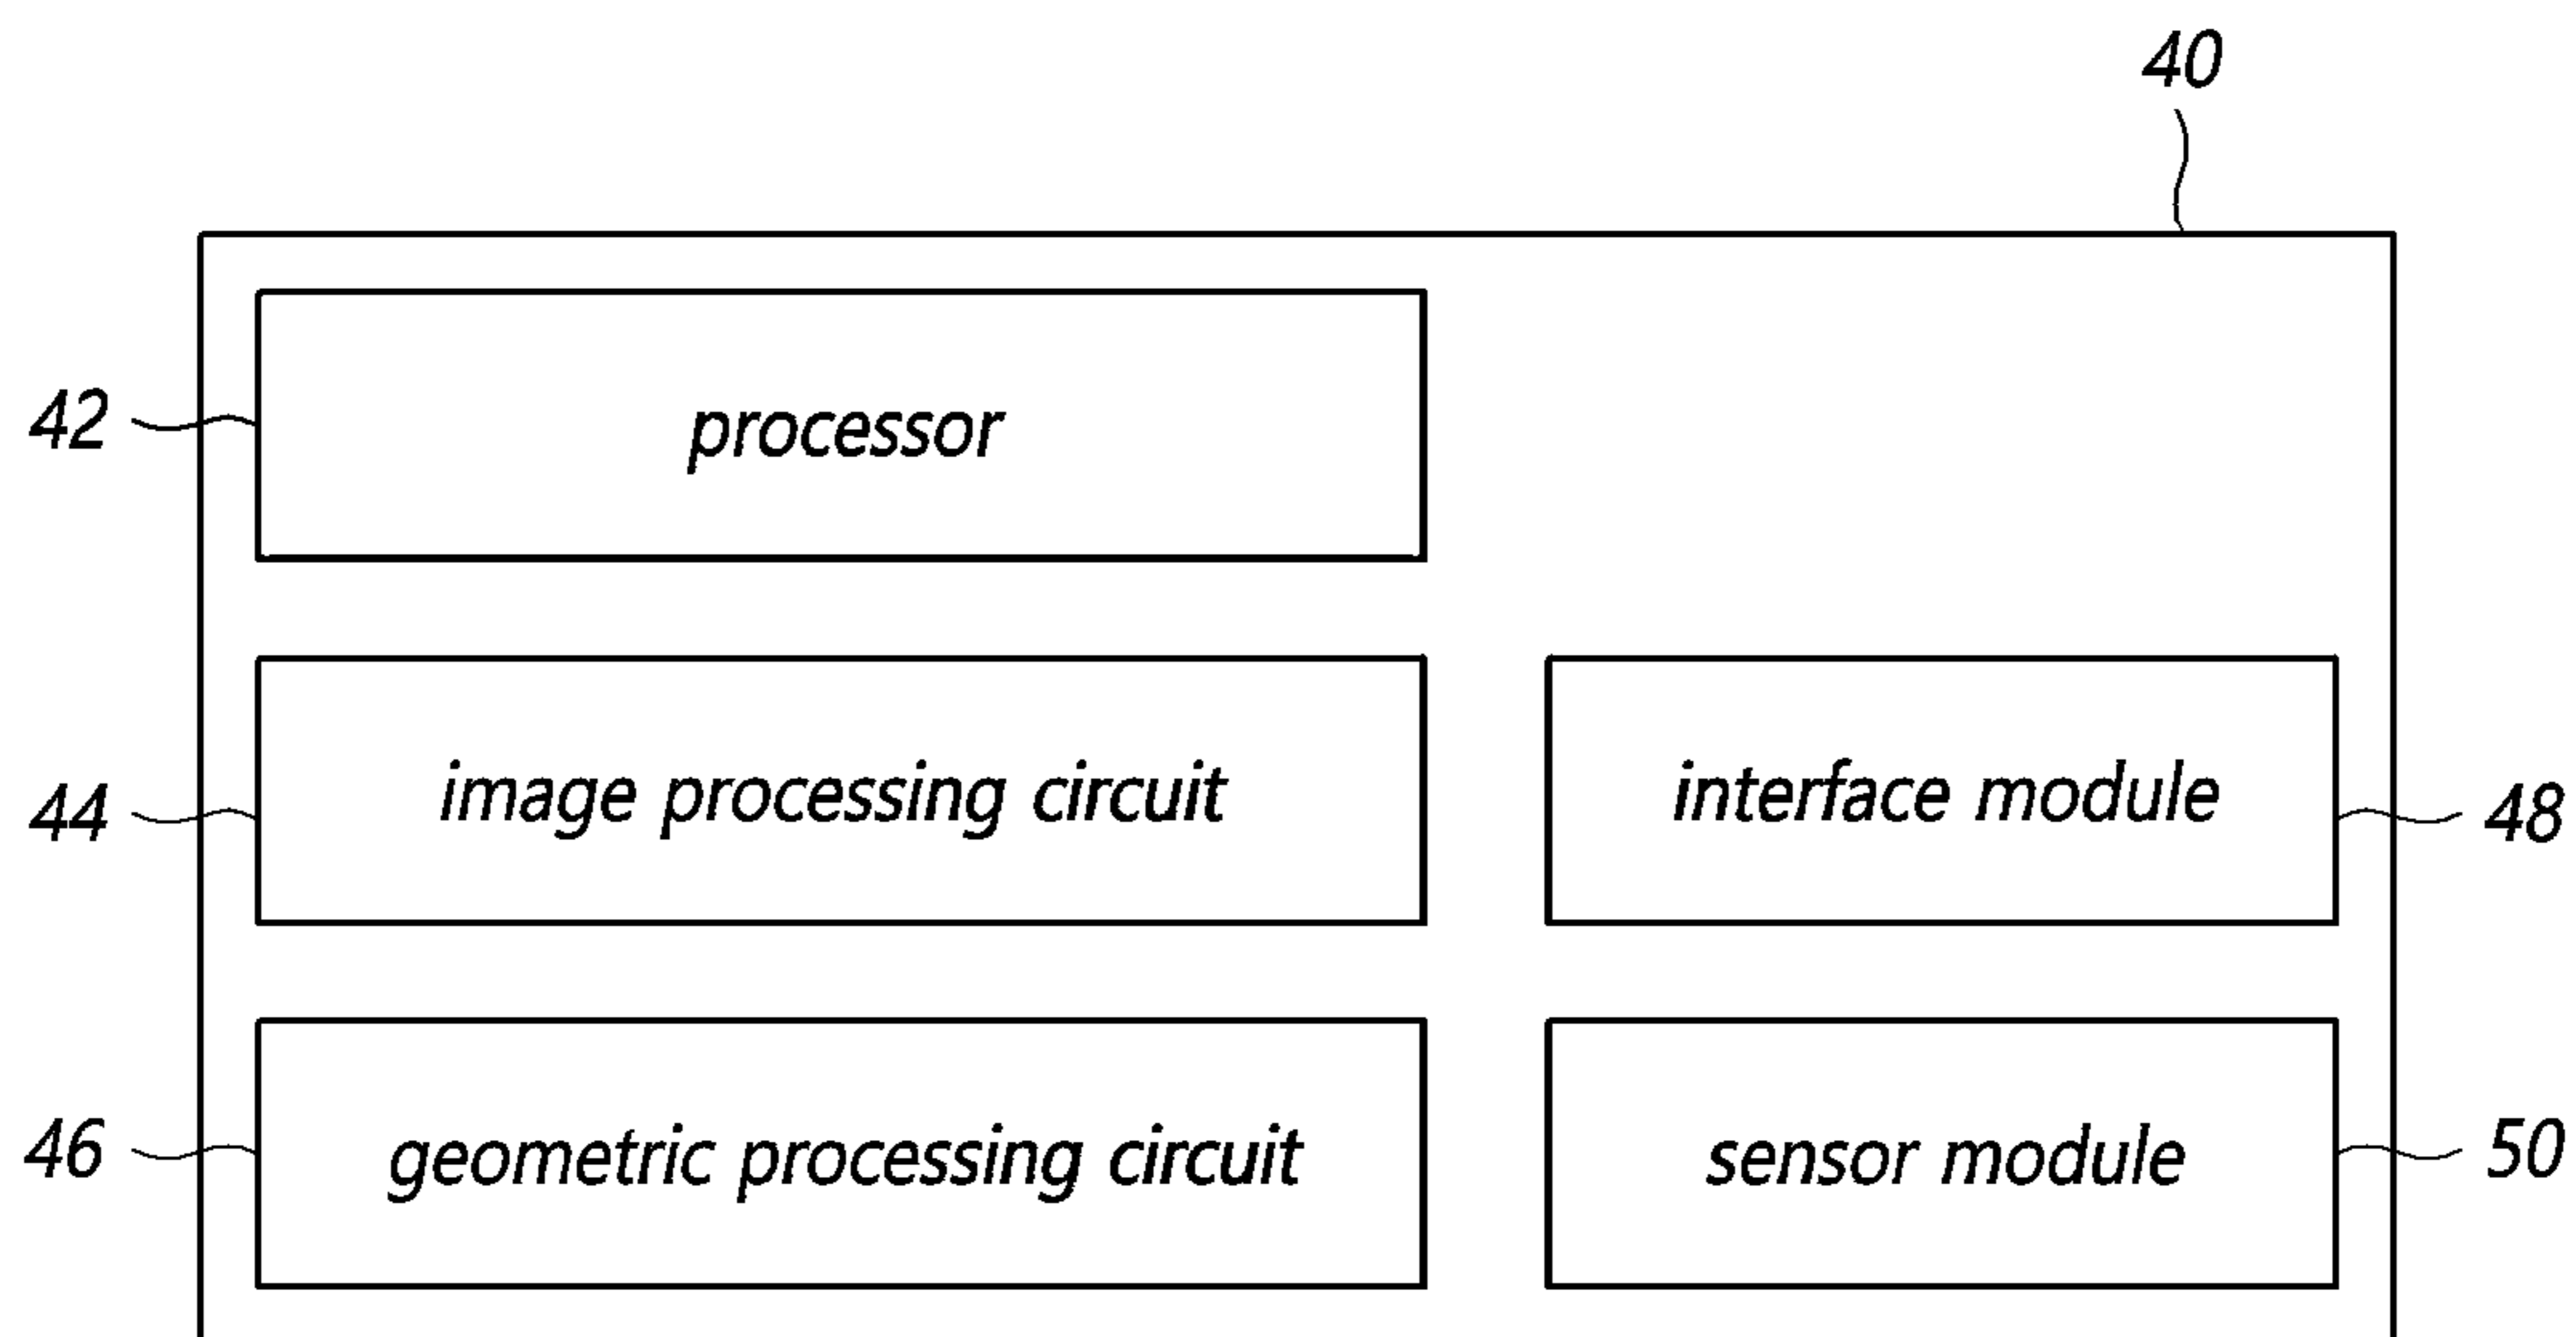 40
42
processor
44
image processing circuit
interface module
48
46
geometric processing circuit
sensor module
50